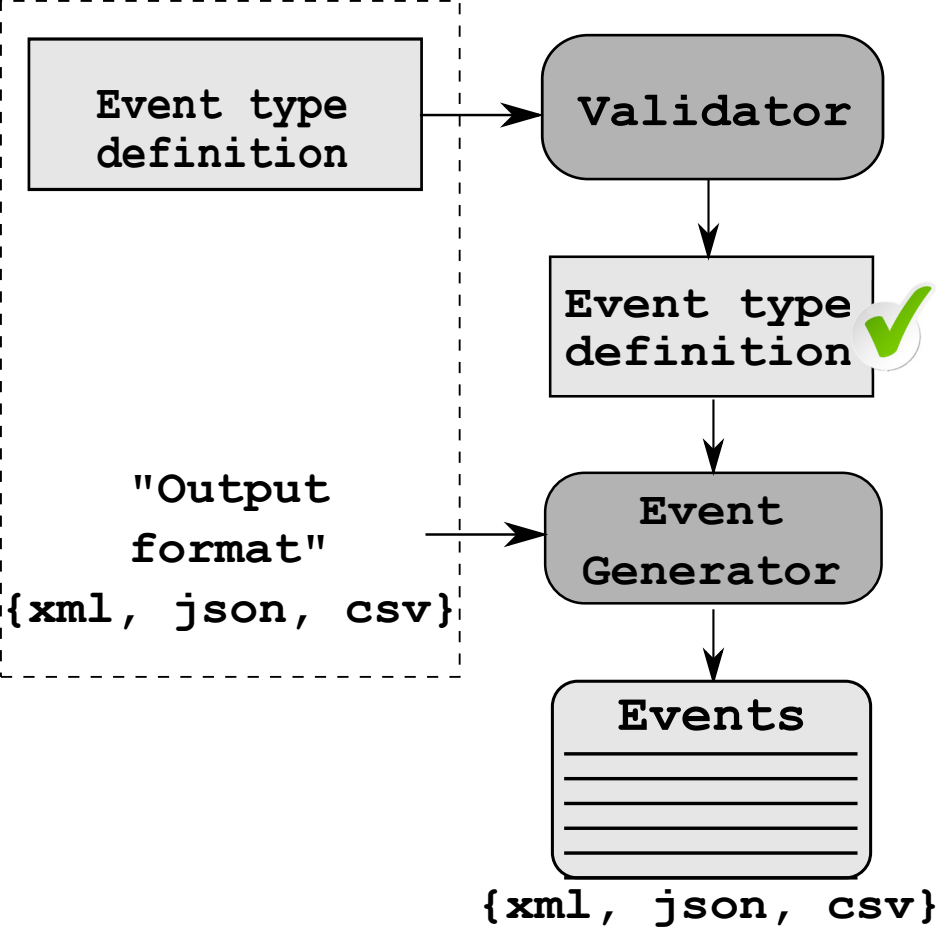 Event type
definition
Validator
Event type
definition
"Output
format"
{xml, json, csv}
Event
Generator
Events
{xml, json, csv}